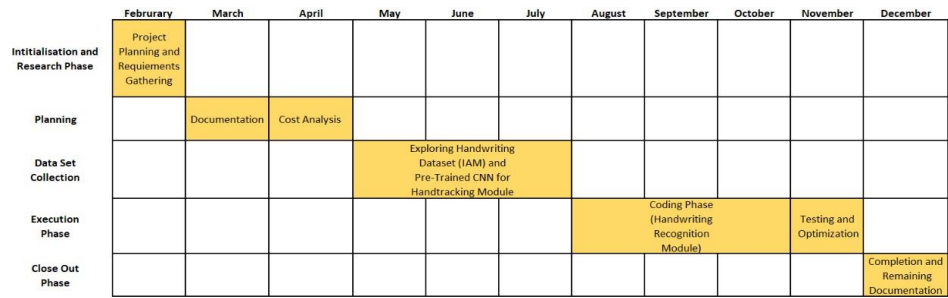 Februrary March April May June July August September October November December
Intitialisation and
Research Phase
Project
Planning and
Requiements
Gathering
Planning
Documentation
Cost Analysis
Data Set
Collection
Exploring Handwriting
Dataset (IAM) and
Pre-Trained CNN for
Handtracking Module
Execution
Phase
Coding Phase
(Handwriting
Recognition
Module)
Testing and
Optimization
Close Out
Phase
Completion and
Remaining
Documentation